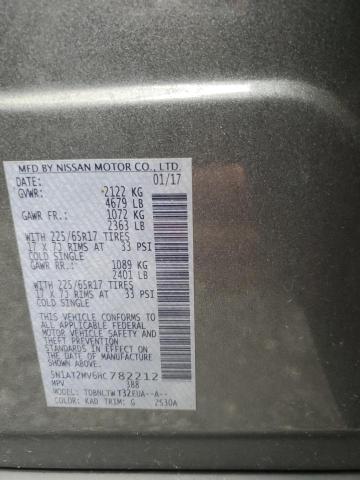 MFD BY NISSAN MOTOR CO., LTD.
DATE: 01/17
GVWR: 2122 KG
4679 LB
GAWR FR.: 1072 KG
2363 LB
WITH 225/65R17 TIRES
17 X 7J RIMS AT 33 PSI
COLD SINGLE
GAWR RR.: 1089 KG
2401 LB
WITH 225/65R17 TIRES
17 X 7J RIMS AT 33 PSI
COLD SINGLE
THIS VEHICLE CONFORMS TO ALL
APPLICABLE U.S. FEDERAL MOTOR
VEHICLE SAFETY, BUMPER, AND
THEFT PREVENTION STANDARDS
IN EFFECT ON THE DATE OF
MANUFACTURE SHOWN ABOVE.
5N1AT2MV6HC782212
MPV 388
MODEL: TDBNLTWT32EUA--A--
COLOR: KAD TRIM: G 2530A